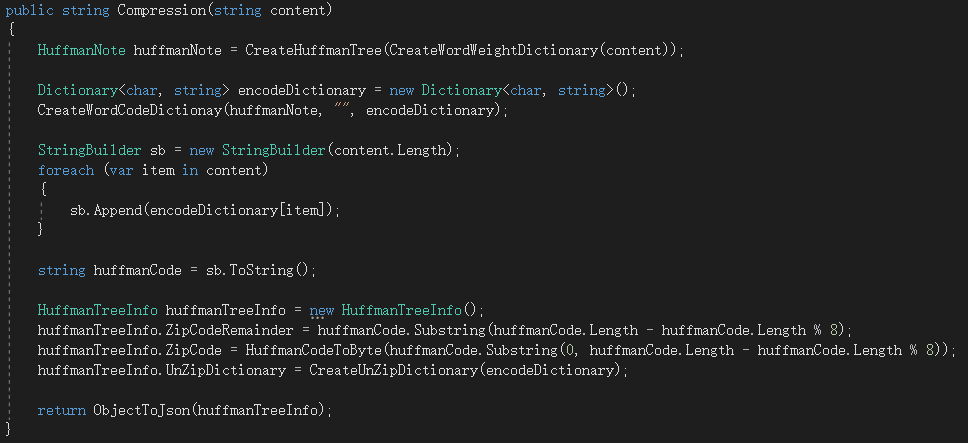 public string Compression(string content)
{
HuffmanNote huffmanNote = CreateHuffmanTree(CreateWordWeightDictionary(content));
Dictionary<char, string> encodeDictionary = new Dictionary<char, string>();
CreateWordCodeDictionay(huffmanNote, "", encodeDictionary);
StringBuilder sb = new StringBuilder(content.Length);
foreach (var item in content)
{
sb.Append(encodeDictionary[item]);
}
string huffmanCode = sb.ToString();
HuffmanTreeInfo huffmanTreeInfo = new HuffmanTreeInfo();
huffmanTreeInfo.ZipCodeRemainder = huffmanCode.Substring(huffmanCode.Length - huffmanCode.Length % 8);
huffmanTreeInfo.ZipCode = HuffmanCodeToByte(huffmanCode.Substring(0, huffmanCode.Length - huffmanCode.Length % 8));
huffmanTreeInfo.UnZipDictionary = CreateUnZipDictionary(encodeDictionary);
return ObjectToJson(huffmanTreeInfo);
}